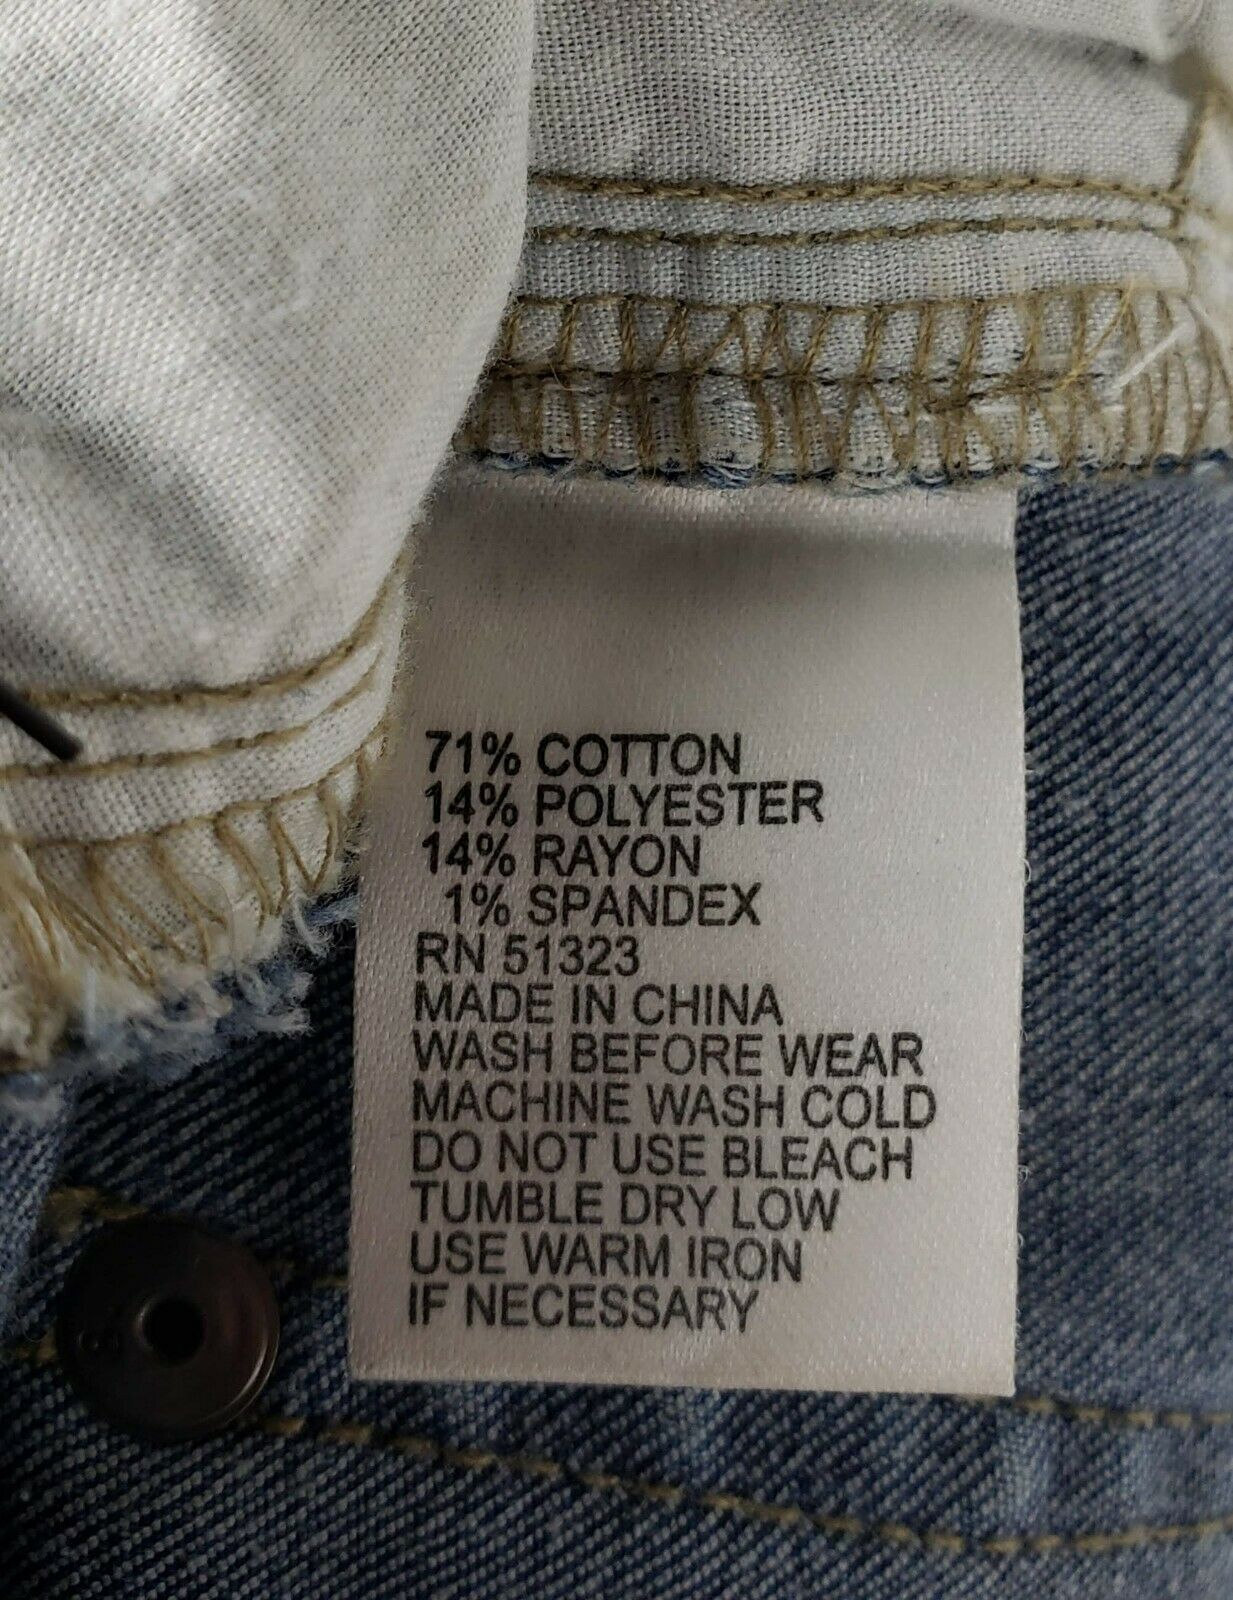 71% COTTON
14% POLYESTER
14% RAYON
1% SPANDEX
RN 51323
MADE IN CHINA
WASH BEFORE WEAR
MACHINE WASH COLD
DO NOT USE BLEACH
TUMBLE DRY LOW
USE WARM IRON
IF NECESSARY